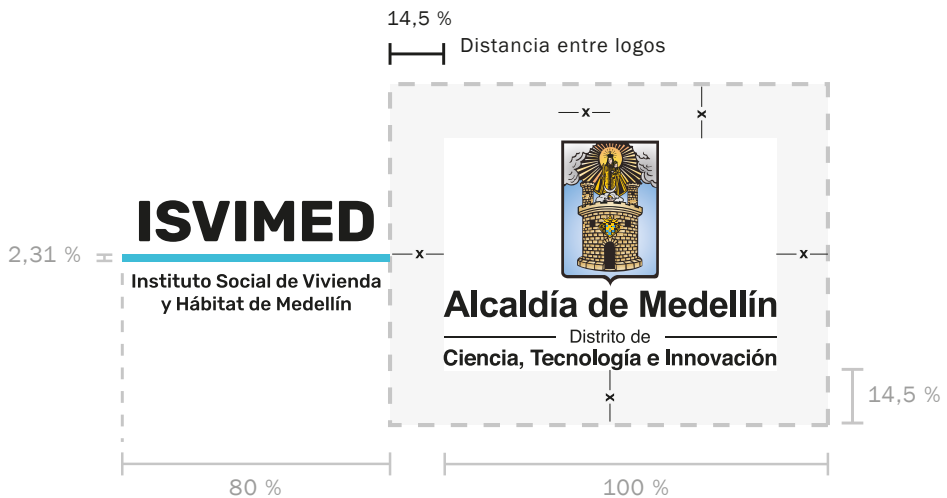 14,5 %
Distancia entre logos
x
x
ISVIMED
2,31 %
x
x
Instituto Social de Vivienda
y Hábitat de Medellín
Alcaldía de Medellín
Distrito de
Ciencia, Tecnología e Innovación
x
14,5 %
80 %
100 %